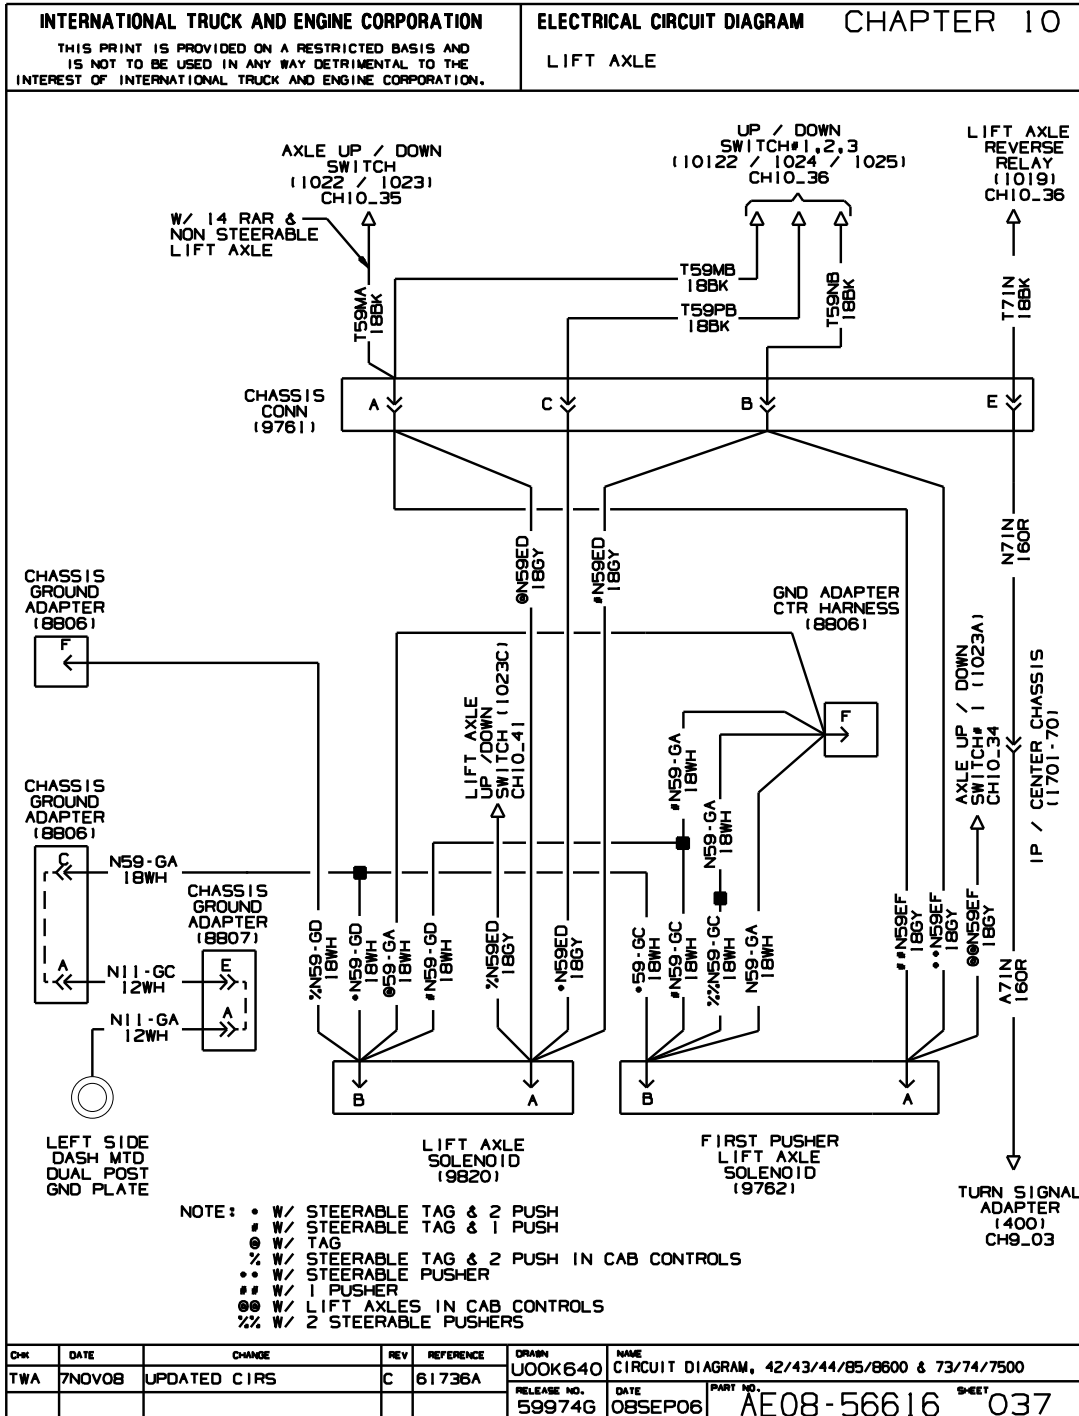 INTERNATIONAL TRUCK AND ENGINE CORPORATION
THIS PRINT IS PROVIDED ON A RESTRICTED BASIS AND
IS NOT TO BE USED IN ANY WAY DETRIMENTAL TO THE
INTEREST OF INTERNATIONAL TRUCK AND ENGINE CORPORATION.
ELECTRICAL CIRCUIT DIAGRAM
CHAPTER 10
LIFT AXLE
AXLE UP / DOWN
SWITCH
(1022 / 1023)
CH10_35
UP / DOWN
SWITCH#1,2,3
(10122 / 1024 / 1025)
CH10_36
LIFT AXLE
REVERSE
RELAY
(1019)
CH10_36
W/ 14 RAR &
NON STEERABLE
LIFT AXLE
T59MA
18BK
T59MB
18BK
T59PB
18BK
T59NB
18BK
T71N
18BK
CHASSIS
CONN
(9761)
A
C
B
E
@N59ED
18GY
#N59ED
18GY
N71N
16OR
CHASSIS
GROUND
ADAPTER
(8806)
F
GND ADAPTER
CTR HARNESS
(8806)
F
LIFT AXLE
UP /DOWN
SWITCH (1023C)
CH10_41
AXLE UP / DOWN
SWITCH# 1 (1023A)
CH10_34
IP / CENTER CHASSIS
(1701-70)
#N59-GA
18WH
N59-GA
18WH
CHASSIS
GROUND
ADAPTER
(8806)
C
A
N59-GA
18WH
CHASSIS
GROUND
ADAPTER
(8807)
E
A
N11-GC
12WH
N11-GA
12WH
%N59-GD
18WH
•N59-GD
18WH
@59-GA
18WH
#N59-GD
18WH
%N59ED
18GY
•N59ED
18GY
•59-GC
18WH
#N59-GC
18WH
%%N59-GC
18WH
N59-GA
18WH
##N59EF
18GY
••N59EF
18GY
@@N59EF
18GY
A71N
16OR
B
A
B
A
LEFT SIDE
DASH MTD
DUAL POST
GND PLATE
LIFT AXLE
SOLENOID
(9820)
FIRST PUSHER
LIFT AXLE
SOLENOID
(9762)
TURN SIGNAL
ADAPTER
(400)
CH9_03
NOTE: • W/ STEERABLE TAG & 2 PUSH
# W/ STEERABLE TAG & 1 PUSH
@ W/ TAG
% W/ STEERABLE TAG & 2 PUSH IN CAB CONTROLS
•• W/ STEERABLE PUSHER
## W/ 1 PUSHER
@@ W/ LIFT AXLES IN CAB CONTROLS
%% W/ 2 STEERABLE PUSHERS
CHK DATE CHANGE REV REFERENCE DRAWN NAME
TWA 7NOV08 UPDATED CIRS C 61736A U00K640 CIRCUIT DIAGRAM, 42/43/44/85/8600 & 73/74/7500
RELEASE NO. DATE PART NO. SHEET
59974G 08SEP06 AE08-56616 037